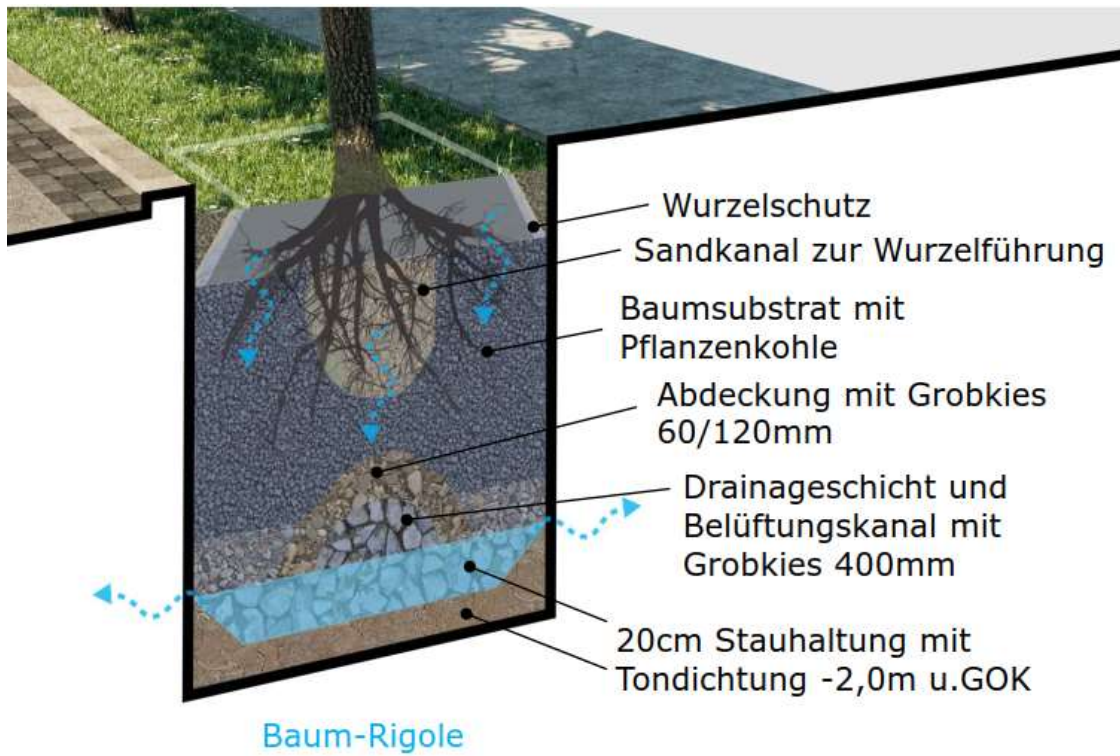 Wurzelschutz
Sandkanal zur Wurzelführung
Baumsubstrat mit
Pflanzenkohle
Abdeckung mit Grobkies
60/120mm
Drainageschicht und
Belüftungskanal mit
Grobkies 400mm
20cm Stauhaltung mit
Tondichtung -2,0m u.GOK
Baum-Rigole